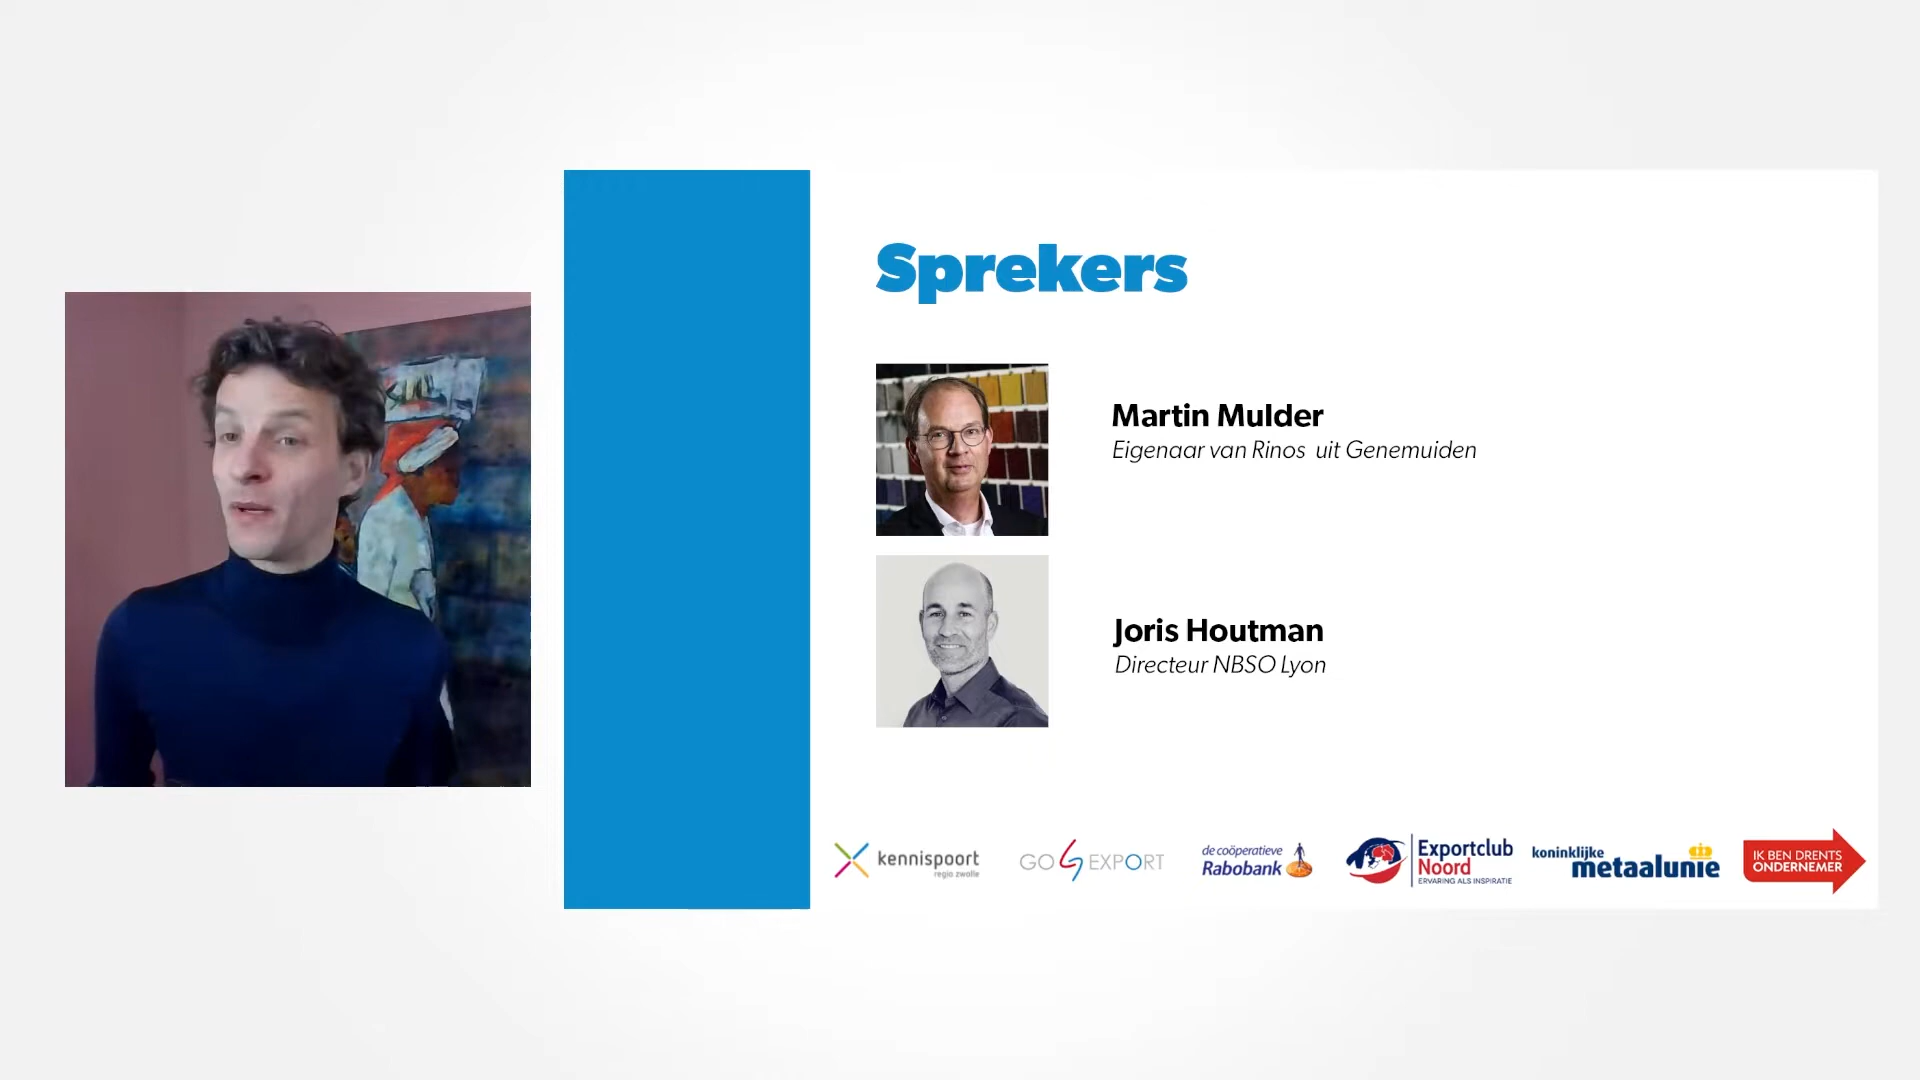 Sprekers
Martin Mulder
Eigenaar van Rinos uit Genemuiden
Joris Houtman
Directeur NBSO Lyon
kennispoort
regio zwolle
GO EXPORT
de coöperatieve
Rabobank
Exportclub
Noord
ERVARING ALS INSPIRATIE
koninklijke
metaalunie
IK BEN DRENTS
ONDERNEMER